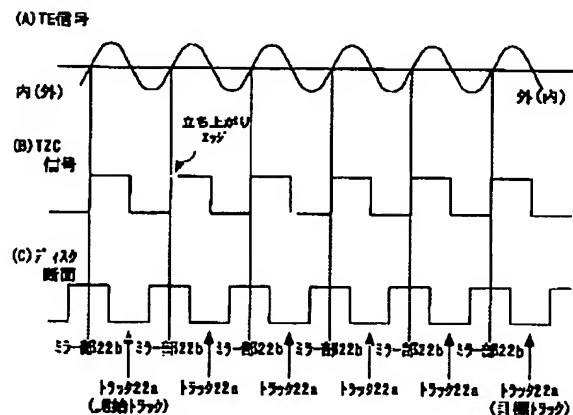 (A)TE信号
内(外)
外(内)
立ち上がり
エッジ
(B)TZC
信号
(C)ディスク
断面
ミラー部22b ミラー部22b ミラー部22b ミラー部22b ミラー部22b ミラー部22b
トラック22a トラック22a トラック22a トラック22a トラック22a トラック22a
(開始トラック) (目標トラック)